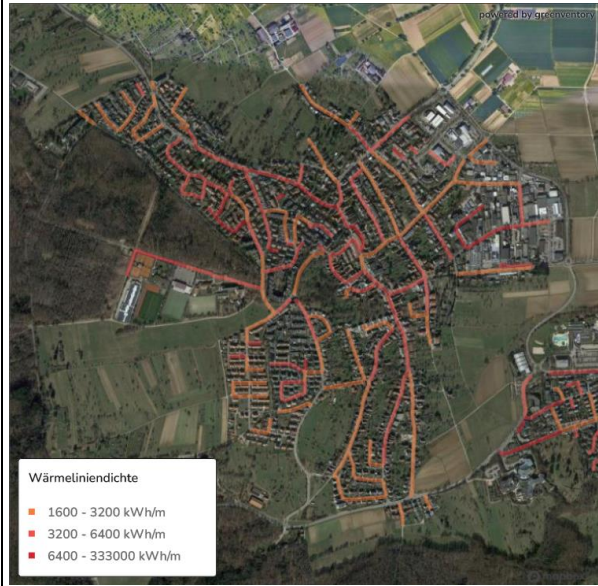 powered by greenventory
Wärmeliniendichte
1600 - 3200 kWh/m
3200 - 6400 kWh/m
6400 - 333000 kWh/m